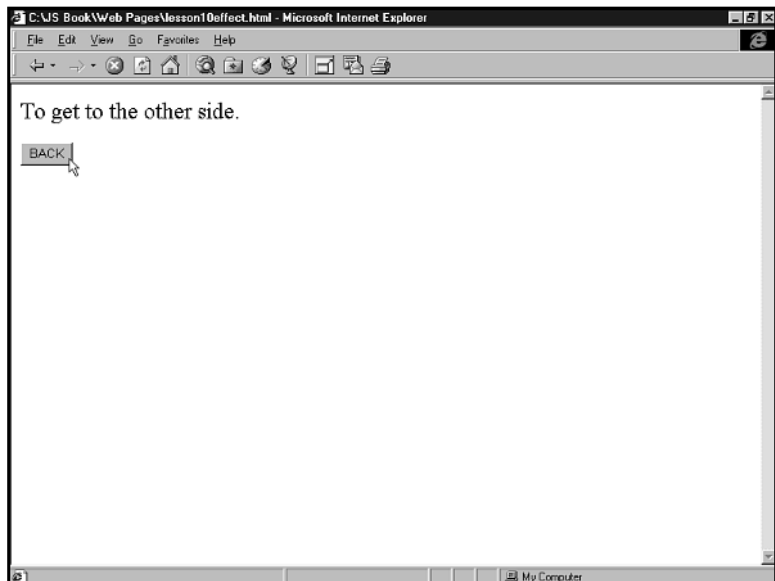 C:\JS Book\Web Pages\lesson10effect.html - Microsoft Internet Explorer
File Edit View Go Favorites Help
To get to the other side.
BACK
My Computer